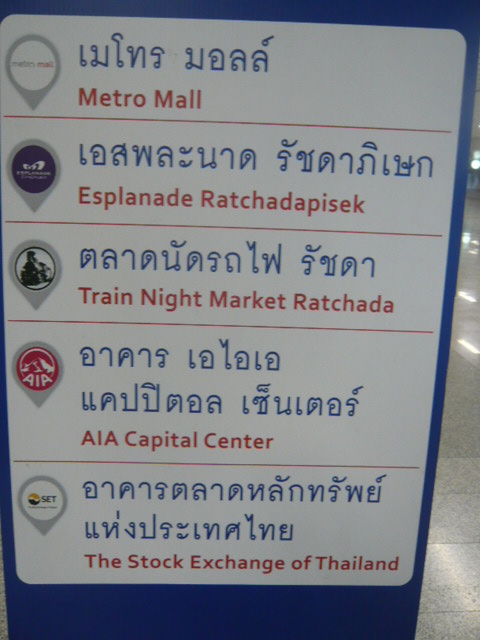 เมโทร มอลล์
metro mall
Metro Mall
เอสพละนาด รัชดาภิเษก
ESPLANADE
Esplanade Ratchadapisek
ตลาดนัดรถไฟ รัชดา
Train Night Market Ratchada
อาคาร เอไอเอ
AIA
แคปปิตอล เซ็นเตอร์
AIA Capital Center
อาคารตลาดหลักทรัพย์
SET
แห่งประเทศไทย
The Stock Exchange of Thailand